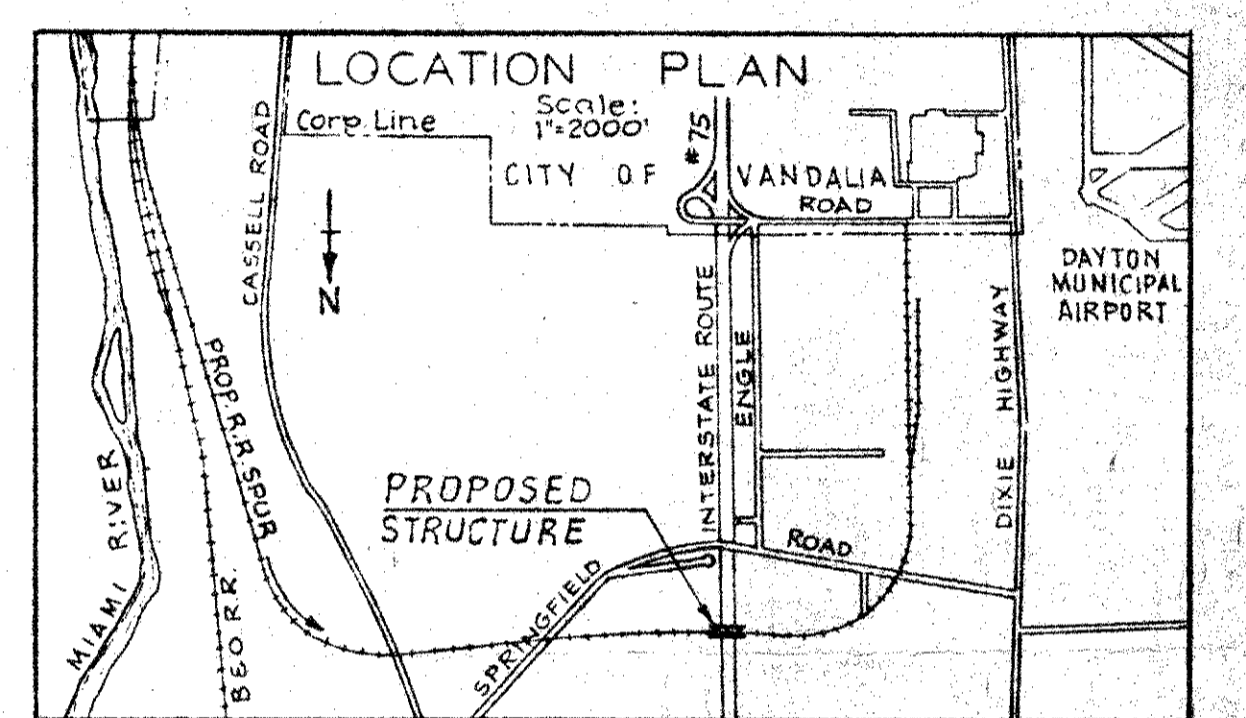 LOCATION PLAN
Scale:
1"=2000'
Corp. Line
CITY OF VANDALIA
#75
ROAD
CASSELL ROAD
N
DAYTON
MUNICIPAL
AIRPORT
INTERSTATE ROUTE
ENGLE
DIXIE HIGHWAY
PROP. R.R. SPUR
MIAMI RIVER
B&O R.R.
PROPOSED
STRUCTURE
SPRINGFIELD
ROAD